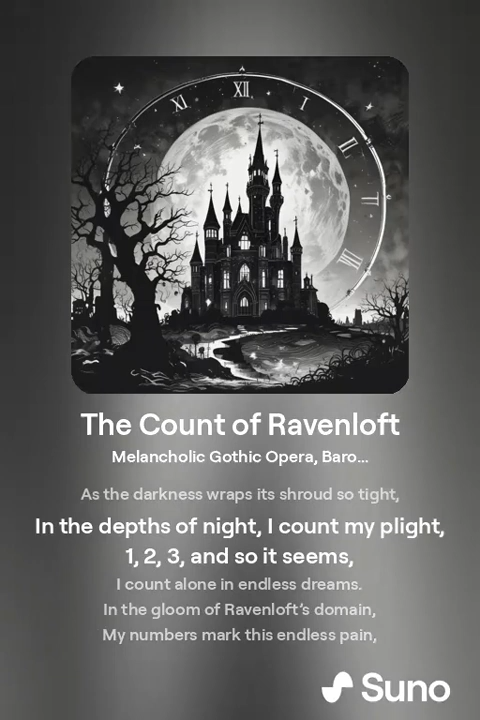 XI
XII
I
II
III
The Count of Ravenloft
Melancholic Gothic Opera, Baro...
As the darkness wraps its shroud so tight,
In the depths of night, I count my plight,
1, 2, 3, and so it seems,
I count alone in endless dreams.
In the gloom of Ravenloft's domain,
My numbers mark this endless pain,
Suno